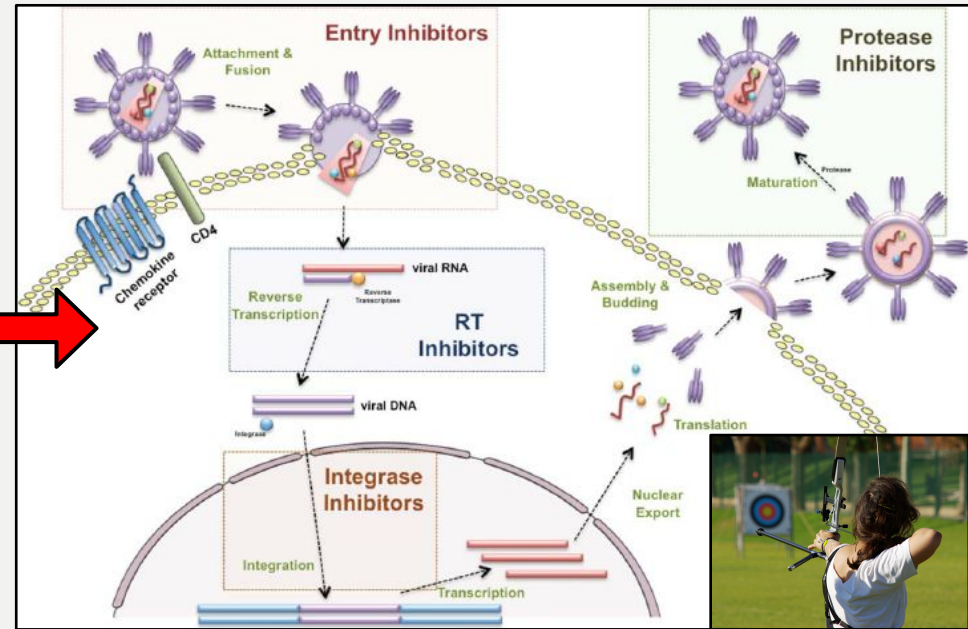 Entry Inhibitors
Attachment &
Fusion
CD4
Chemokine
receptor
Protease
Inhibitors
Protease
Maturation
viral RNA
Reverse
Transcriptase
Reverse
Transcription
RT
Inhibitors
Assembly &
Budding
viral DNA
Integrase
Translation
Integrase
Inhibitors
Nuclear
Export
Integration
Transcription